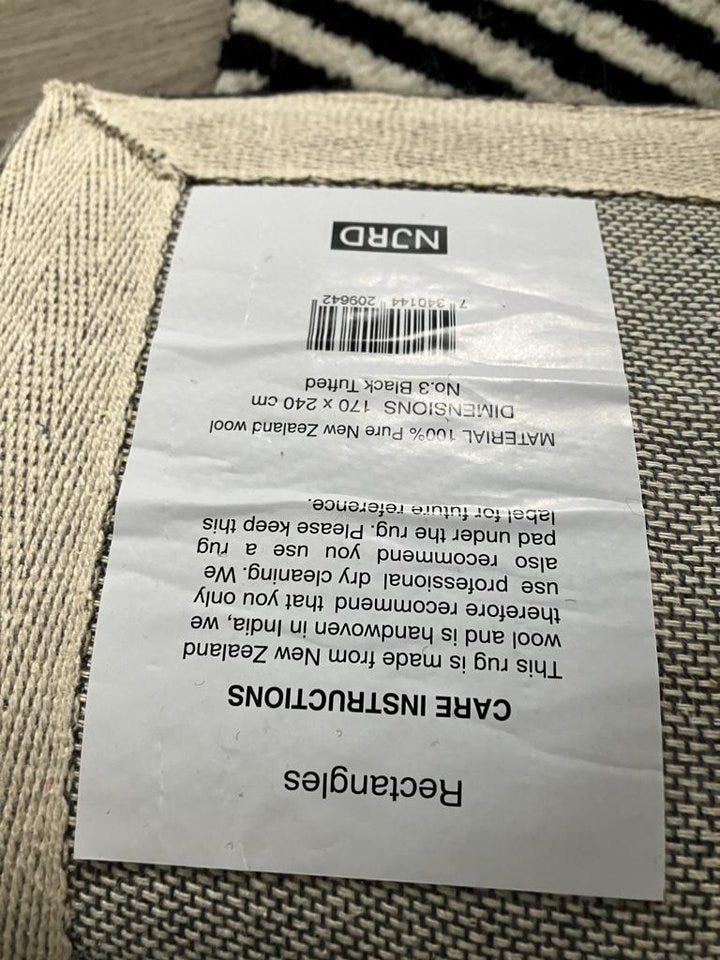 Rectangles
CARE INSTRUCTIONS
This rug is made from New Zealand
wool and is handwoven in India, we
therefore recommend that you only
use professional dry cleaning. We
also recommend you use a rug
pad under the rug. Please keep this
label for future reference.
MATERIAL 100% Pure New Zealand wool
DIMENSIONS 170 x 240 cm
No.3 Black Tufted
7 340144 209642
NJRD